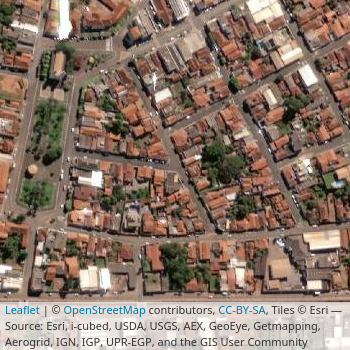 Leaflet | © OpenStreetMap contributors, CC-BY-SA, Tiles © Esri —
Source: Esri, i-cubed, USDA, USGS, AEX, GeoEye, Getmapping,
Aerogrid, IGN, IGP, UPR-EGP, and the GIS User Community